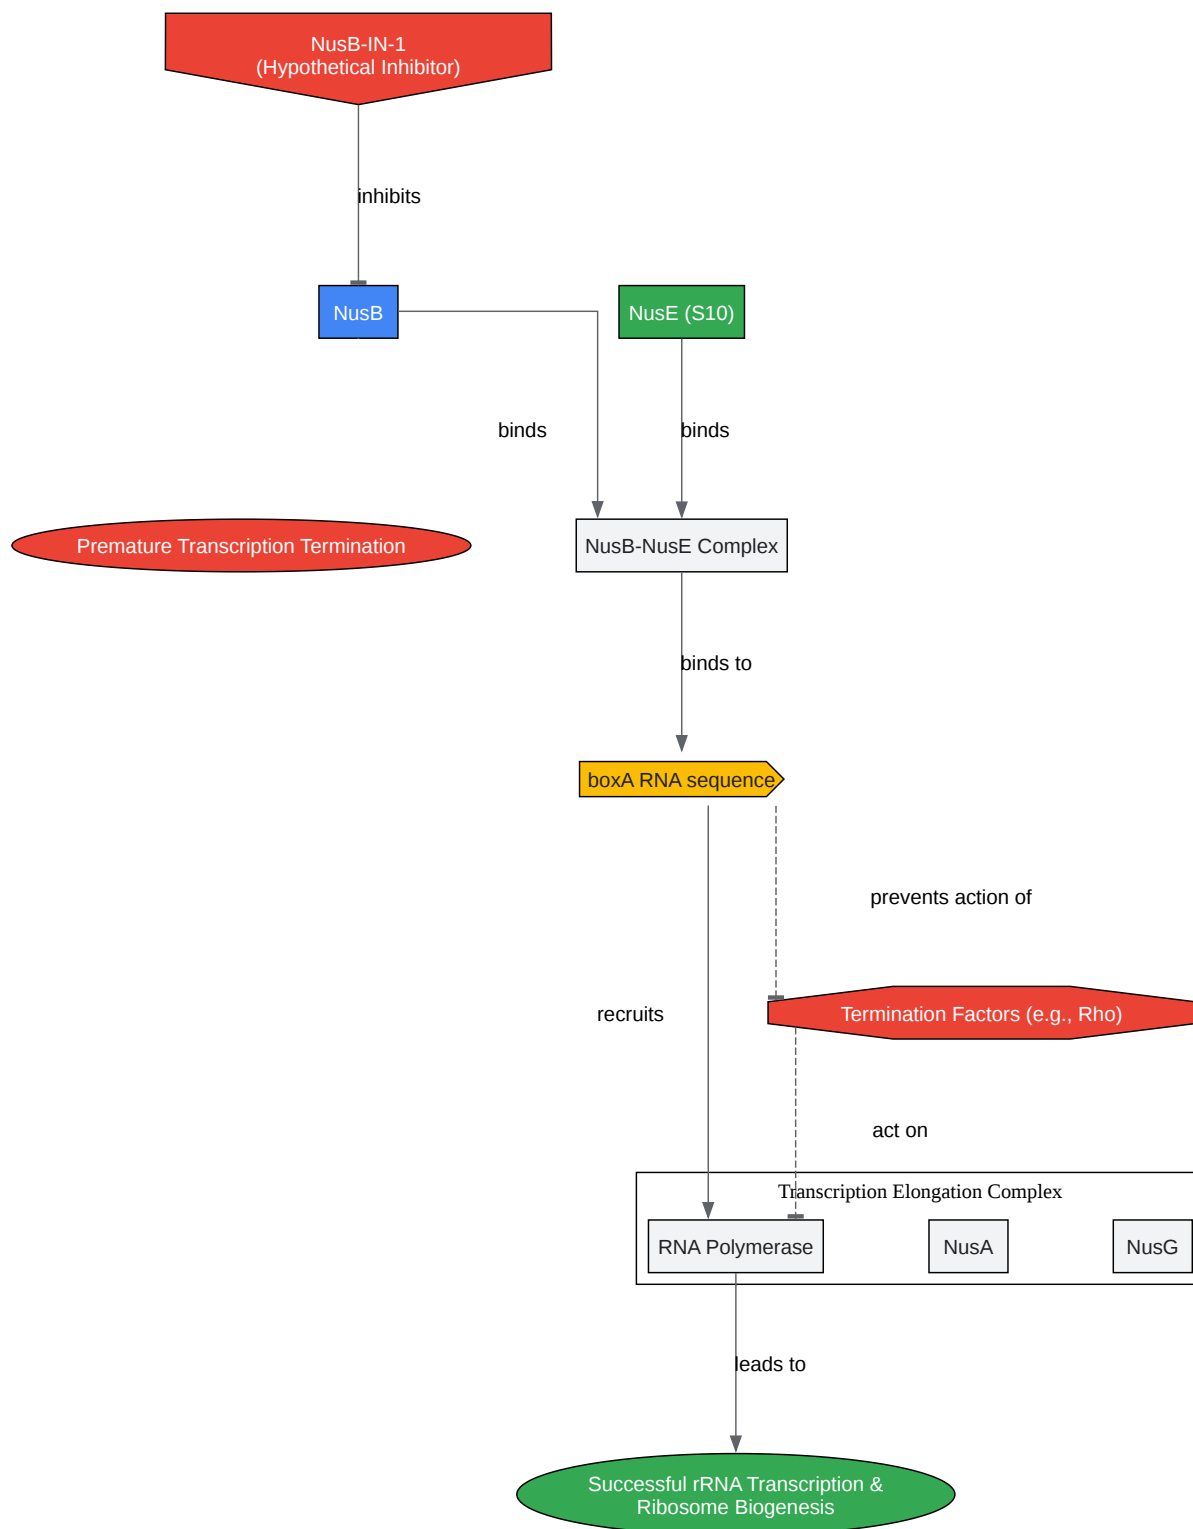 NusB-IN-1
(Hypothetical Inhibitor)
inhibits
NusB
NusE (S10)
binds
binds
Premature Transcription Termination
NusB-NusE Complex
binds to
boxA RNA sequence
prevents action of
recruits
Termination Factors (e.g., Rho)
act on
Transcription Elongation Complex
RNA Polymerase
NusA
NusG
leads to
Successful rRNA Transcription &
Ribosome Biogenesis